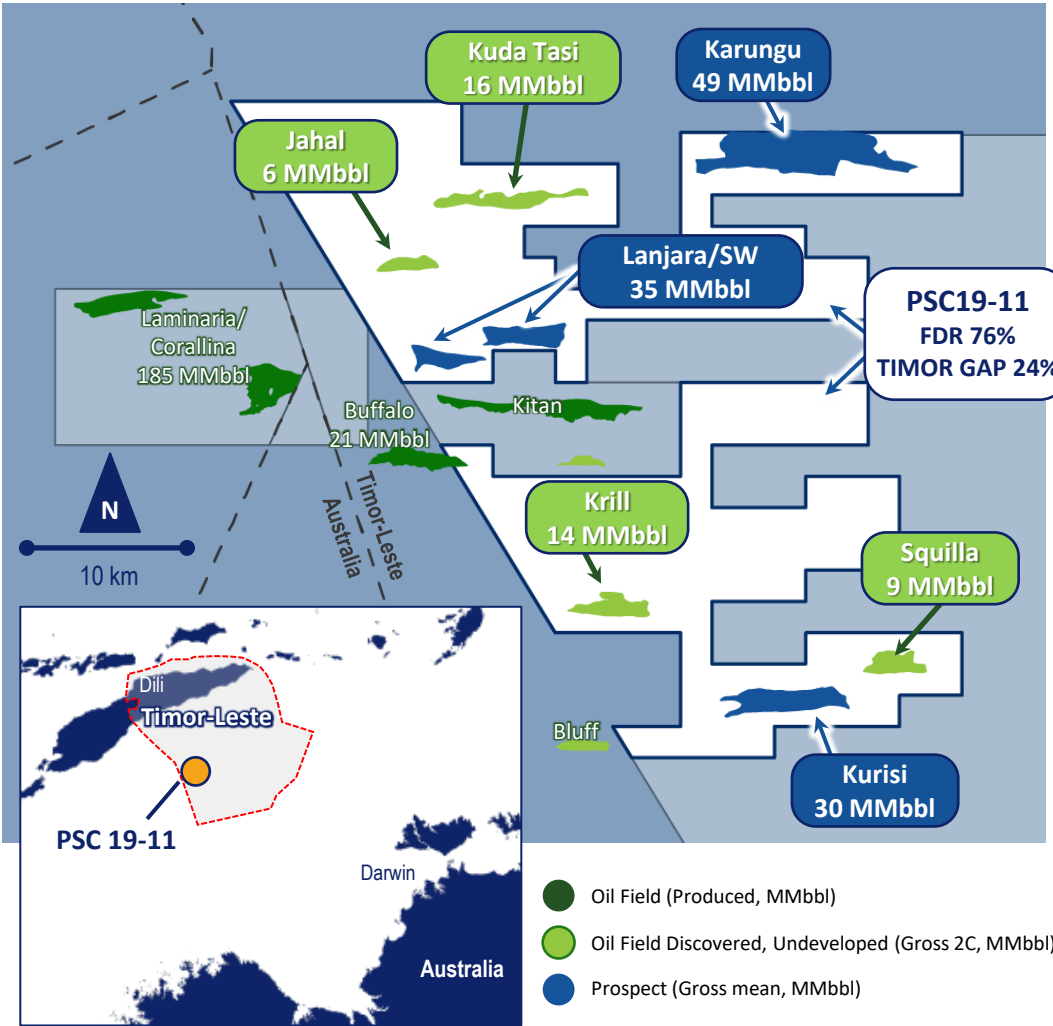 Kuda Tasi
16 MMbbl
Karungu
49 MMbbl
Jahal
6 MMbbl
Lanjara/SW
35 MMbbl
PSC19-11
FDR 76%
TIMOR GAP 24%
Laminaria/
Corallina
185 MMbbl
Buffalo
21 MMbbl
Kitan
Timor-Leste
Australia
N
10 km
Krill
14 MMbbl
Squilla
9 MMbbl
Bluff
Kurisi
30 MMbbl
Dili
Timor-Leste
PSC 19-11
Darwin
Australia
Oil Field (Produced, MMbbl)
Oil Field Discovered, Undeveloped (Gross 2C, MMbbl)
Prospect (Gross mean, MMbbl)